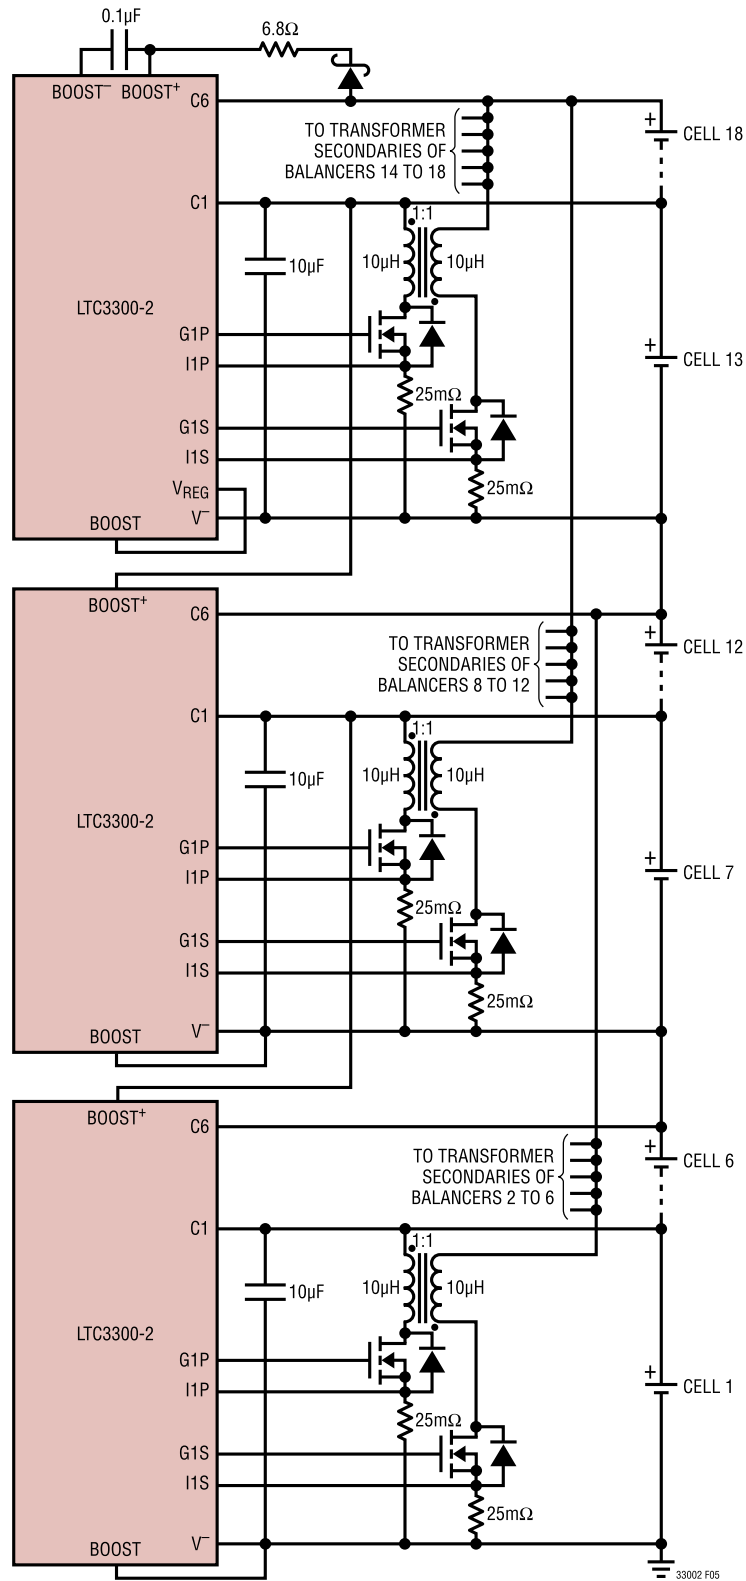 0.1µF
6.8Ω
BOOST– BOOST+
C6
TO TRANSFORMER
SECONDARIES OF
BALANCERS 14 TO 18
+
CELL 18
C1
1:1
10µF
10µH
10µH
LTC3300-2
G1P
I1P
+
CELL 13
25mΩ
G1S
I1S
25mΩ
VREG
BOOST
V–
BOOST+
C6
TO TRANSFORMER
SECONDARIES OF
BALANCERS 8 TO 12
+
CELL 12
C1
1:1
10µF
10µH
10µH
LTC3300-2
G1P
I1P
+
CELL 7
25mΩ
G1S
I1S
25mΩ
V–
BOOST
BOOST+
C6
TO TRANSFORMER
SECONDARIES OF
BALANCERS 2 TO 6
+
CELL 6
C1
1:1
10µF
10µH
10µH
LTC3300-2
G1P
I1P
+
CELL 1
25mΩ
G1S
I1S
25mΩ
V–
BOOST
33002 F05